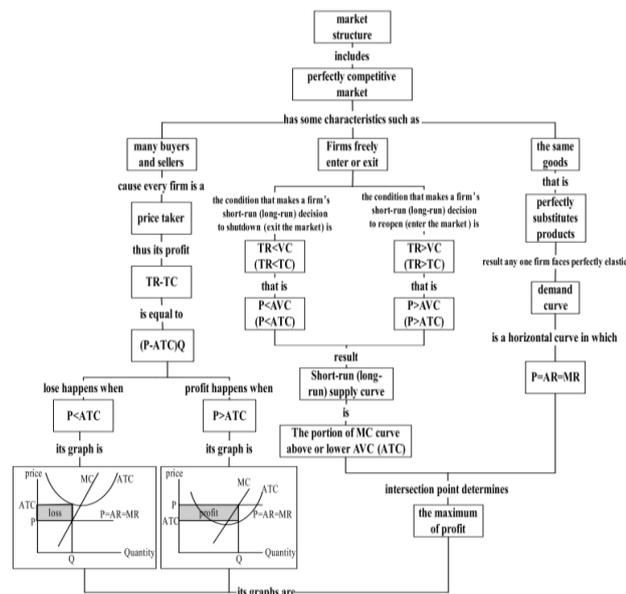 market
structure
includes
perfectly competitive
market
has some characteristics such as
many buyers
and sellers
Firms freely
enter or exit
the same
goods
cause every firm is a
price taker
thus its profit
TR-TC
is equal to
(P-ATC)Q
the condition that makes a firm's
short-run (long-run) decision
to shutdown (exit the market) is
TR<VC
(TR<TC)
that is
P<AVC
(P<ATC)
the condition that makes a firm's
short-run (long-run) decision
to reopen (enter the market ) is
TR>VC
(TR>TC)
that is
P>AVC
(P>ATC)
that is
perfectly
substitutes
products
result any one firm faces perfectly elastic
demand
curve
is a horizontal curve in which
P=AR=MR
result
Short-run (long-
run) supply curve
is
The portion of MC curve
above or lower AVC (ATC)
lose happens when
profit happens when
P<ATC
P>ATC
its graph is
its graph is
price
MC
ATC
ATC
loss
P
P=AR=MR
Quantity
Q
price
MC
ATC
P
profit
ATC
P=AR=MR
Quantity
Q
intersection point determines
the maximum
of profit
its graphs are